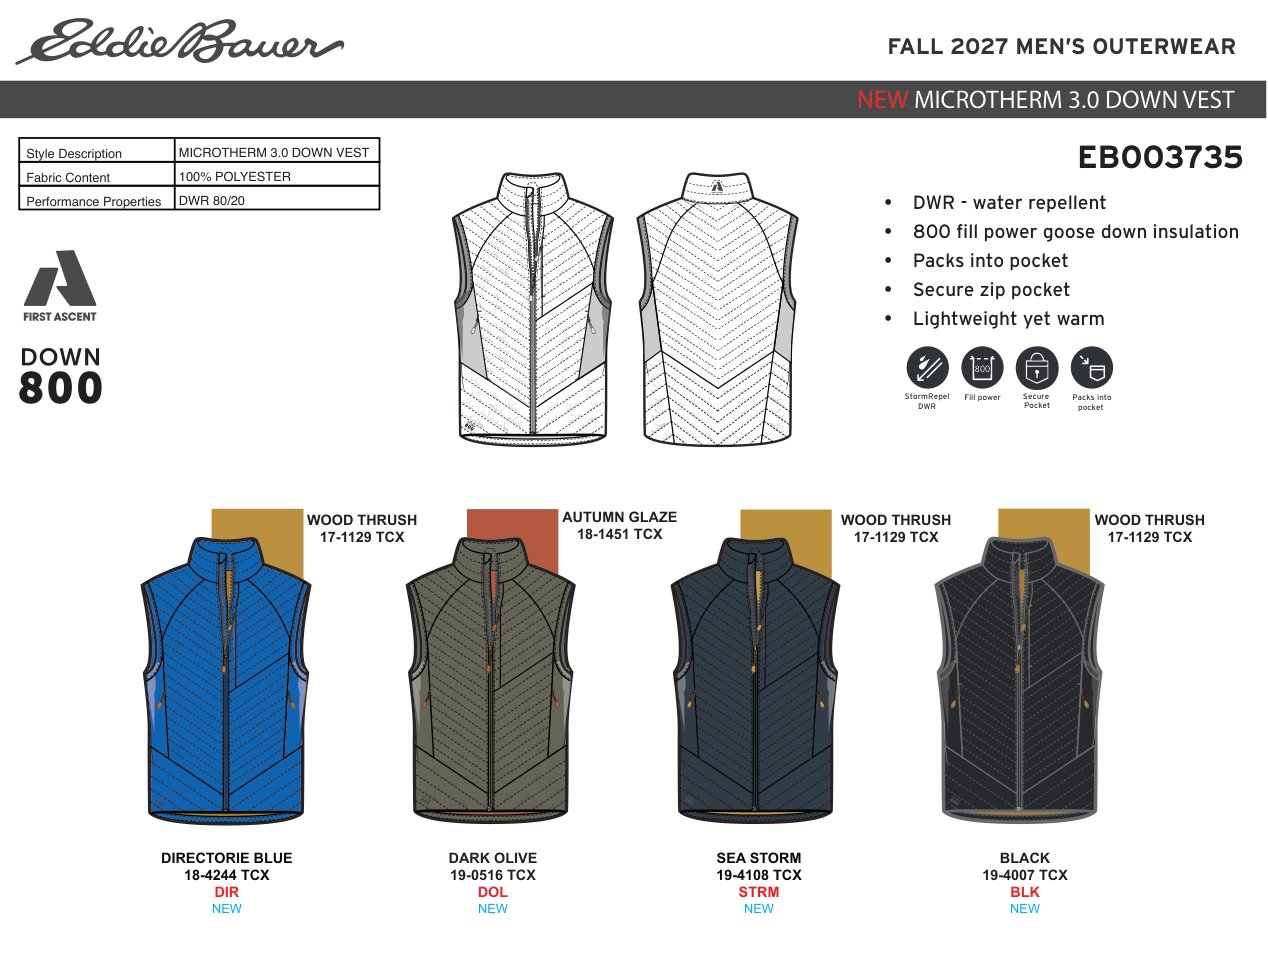 Eddie Bauer
FALL 2027 MEN'S OUTERWEAR
NEW MICROTHERM 3.0 DOWN VEST
Style Description MICROTHERM 3.0 DOWN VEST
Fabric Content 100% POLYESTER
Performance Properties DWR 80/20
EB003735
• DWR - water repellent
• 800 fill power goose down insulation
• Packs into pocket
• Secure zip pocket
• Lightweight yet warm
FIRST ASCENT
DOWN
800
800
StormRepel
DWR
Fill power
Secure
Pocket
Packs into
pocket
WOOD THRUSH
17-1129 TCX
AUTUMN GLAZE
18-1451 TCX
WOOD THRUSH
17-1129 TCX
WOOD THRUSH
17-1129 TCX
DIRECTORIE BLUE
18-4244 TCX
DIR
NEW
DARK OLIVE
19-0516 TCX
DOL
NEW
SEA STORM
19-4108 TCX
STRM
NEW
BLACK
19-4007 TCX
BLK
NEW